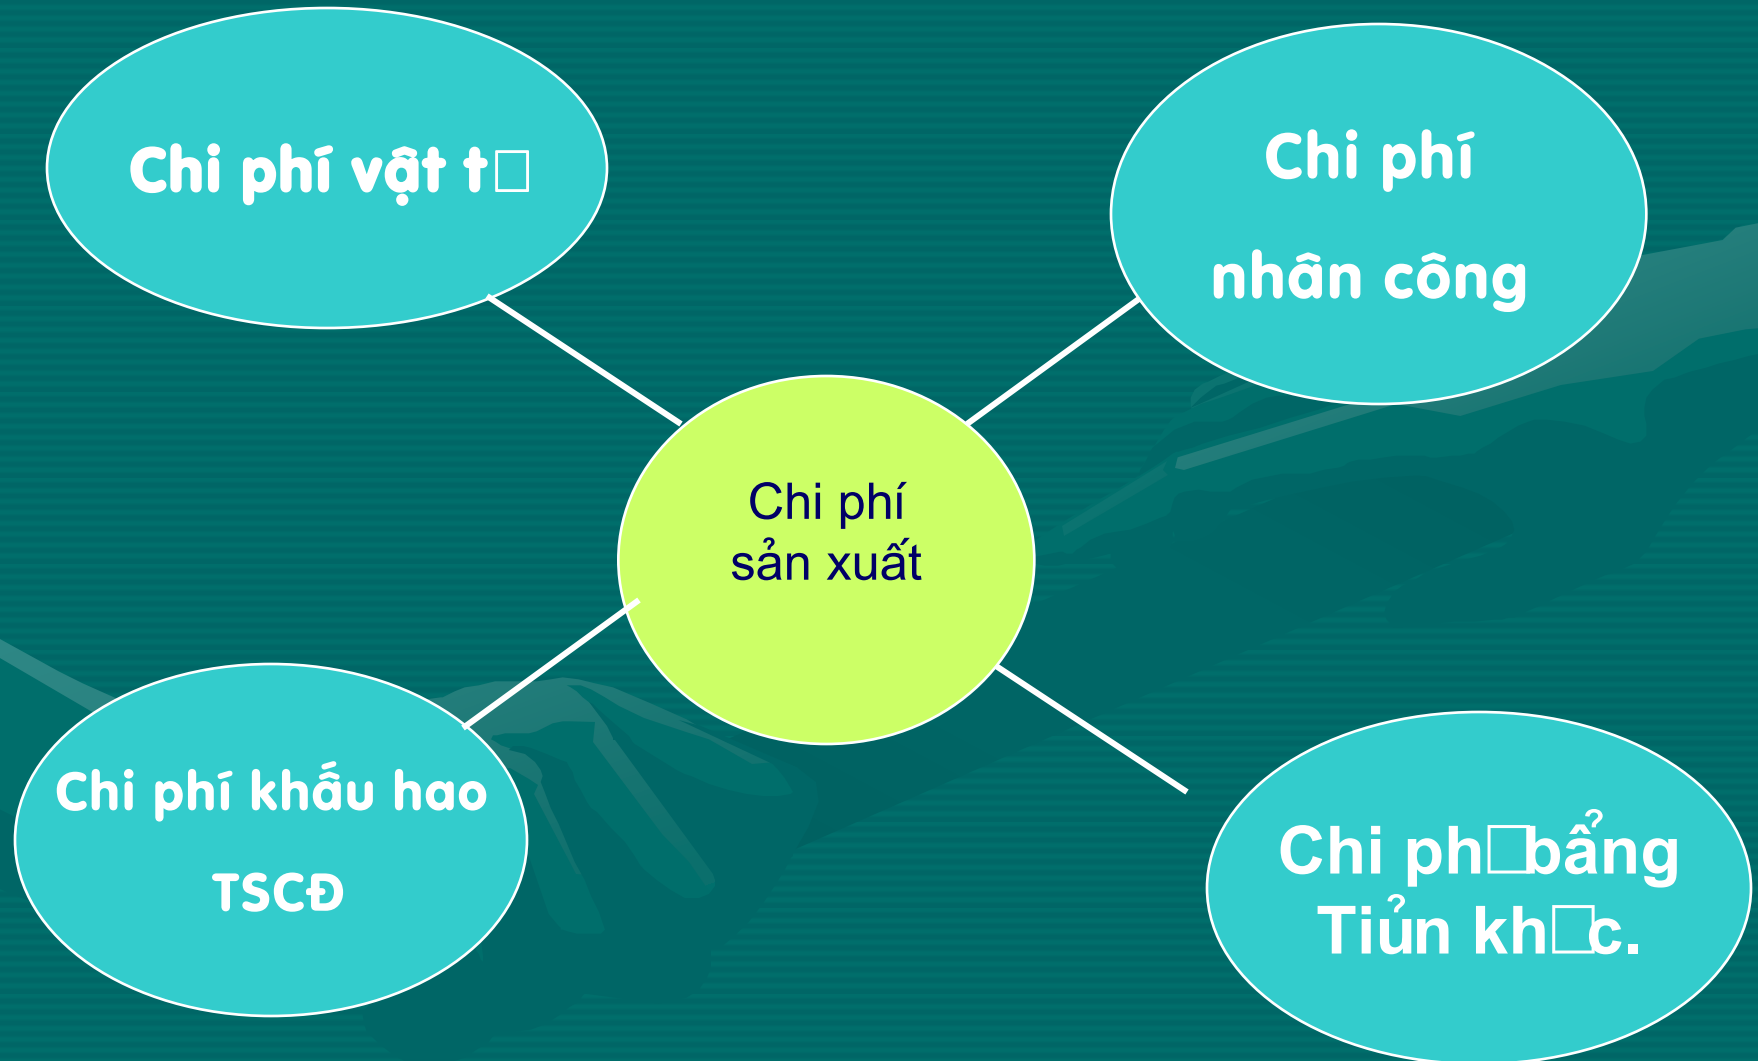 Chi phí vật t□
Chi phí
nhân công
Chi phí
sản xuất
Chi phí khấu hao
TSCĐ
Chi ph□bẩng
Tiủn kh□c.